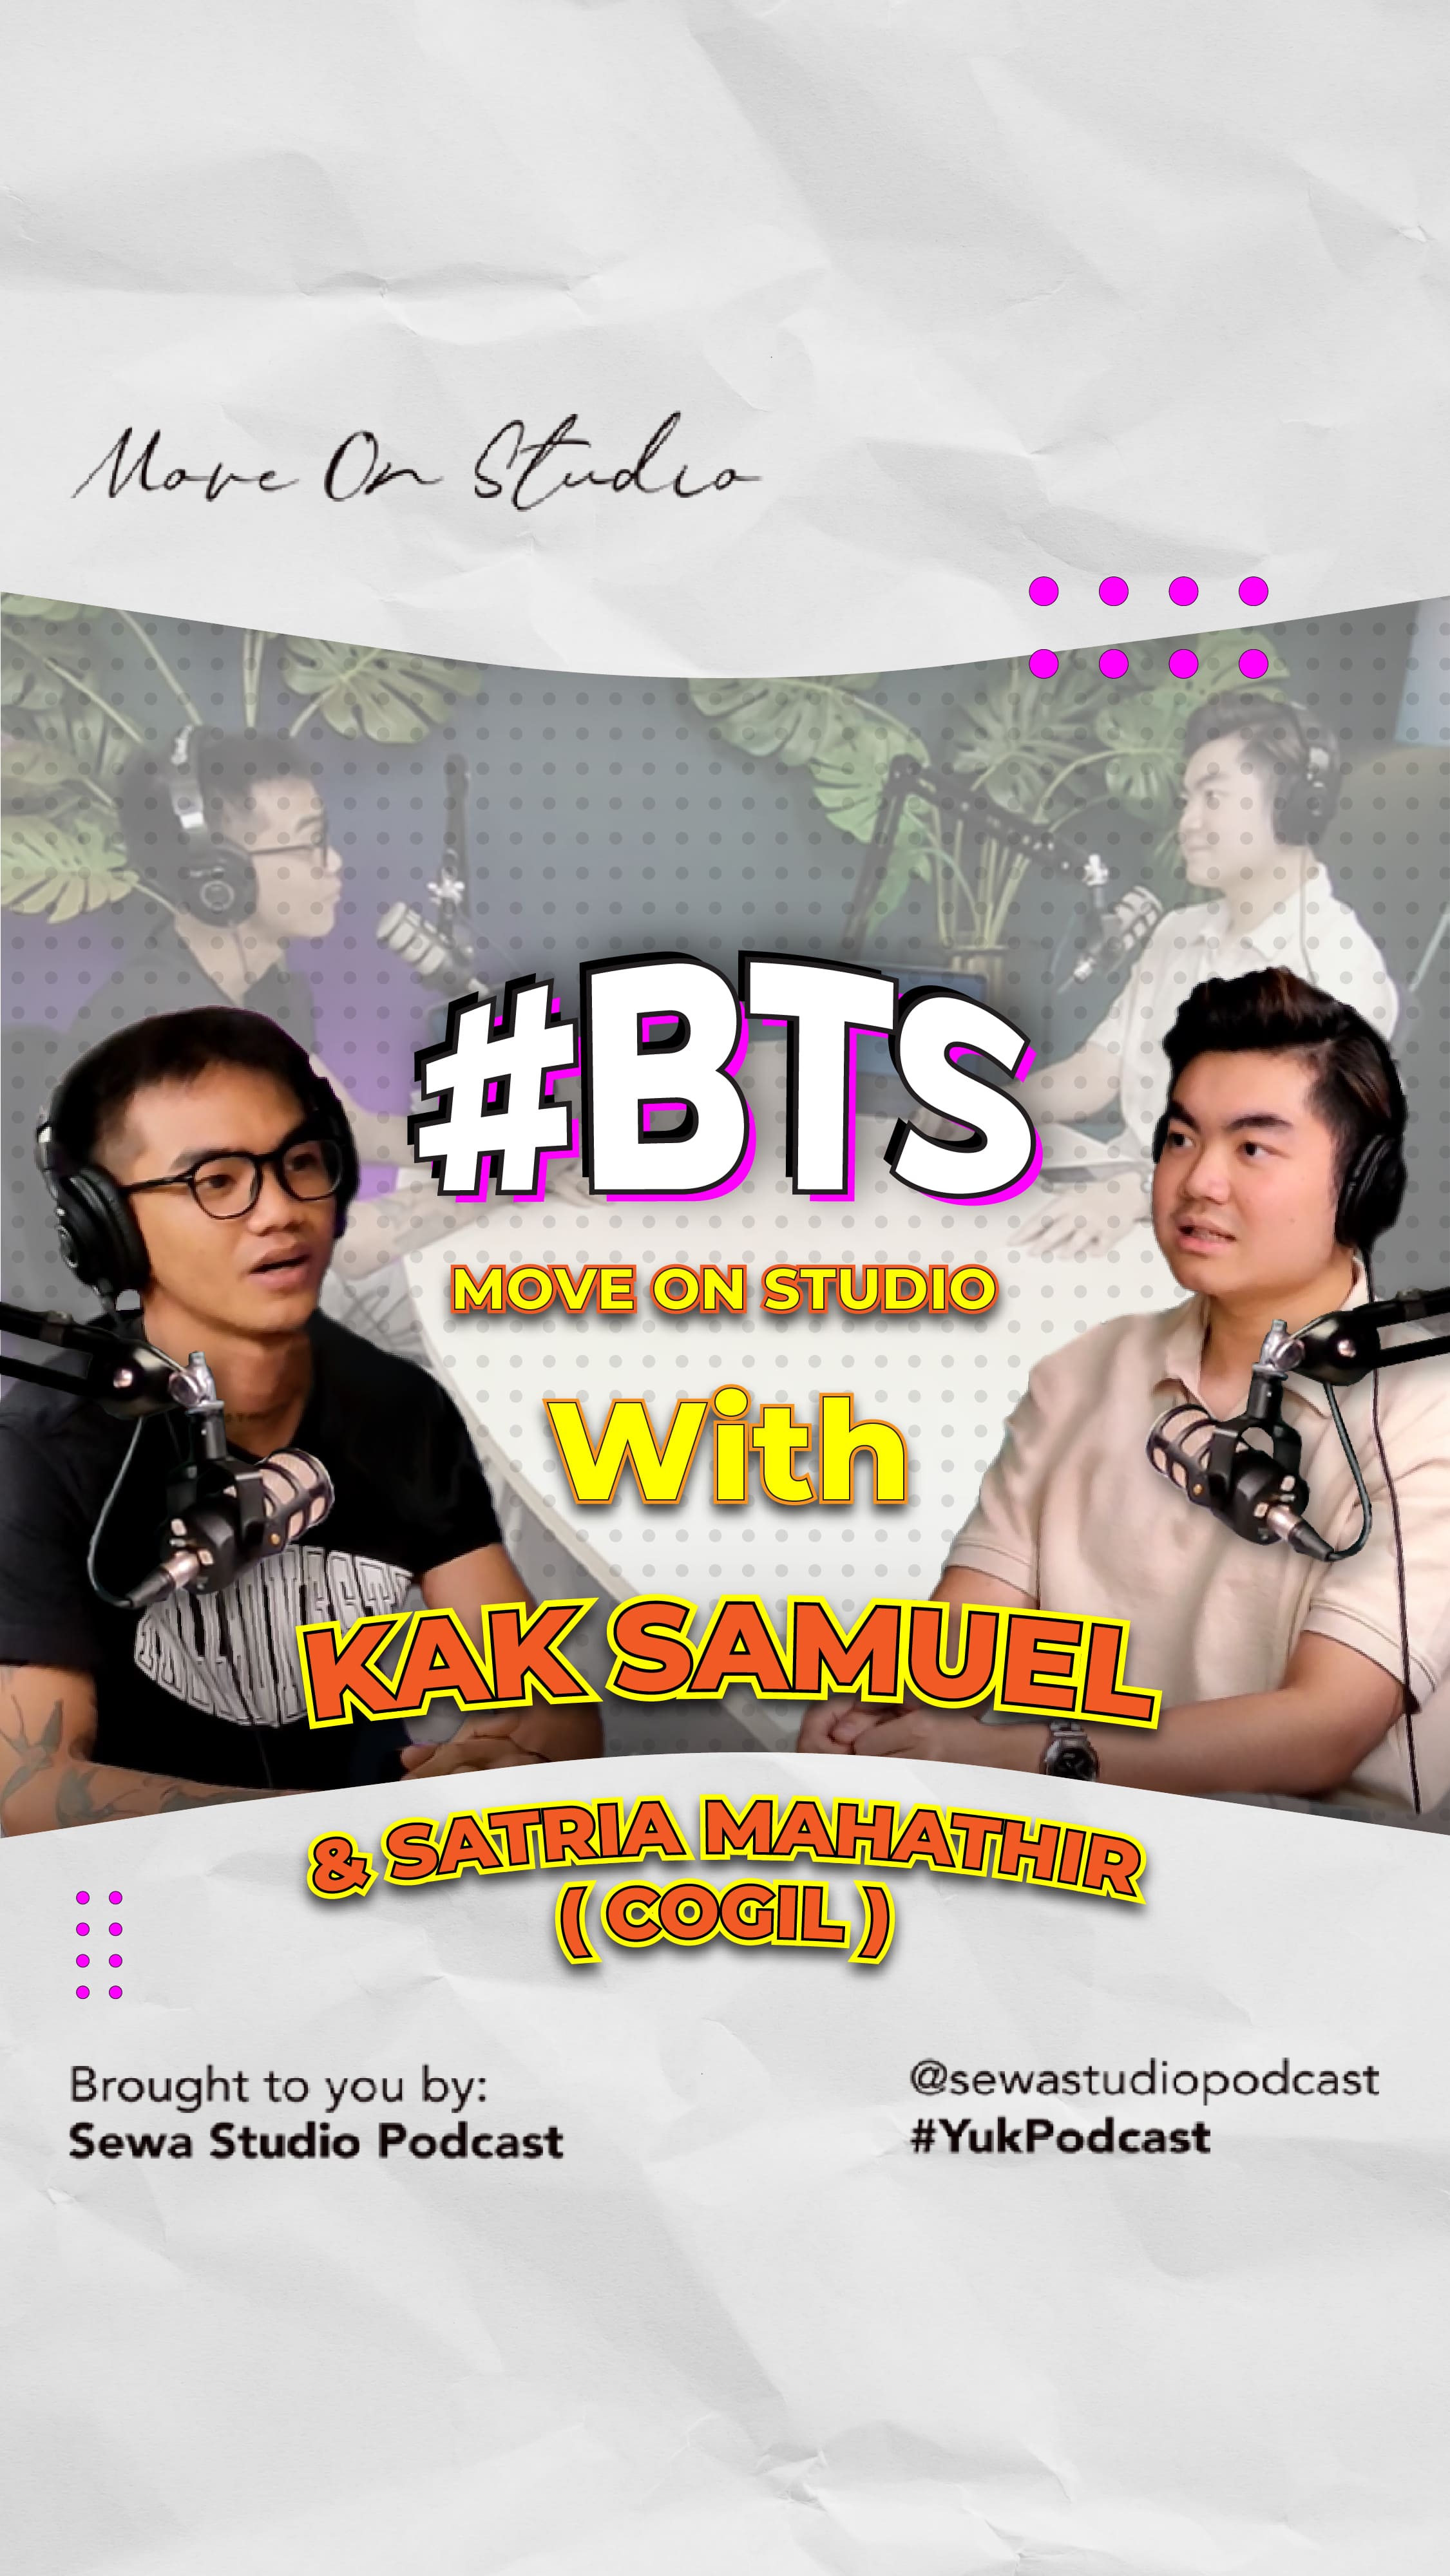 Move On Studio
#BTS
MOVE ON STUDIO
With
KAK SAMUEL
& SATRIA MAHATHIR
( COGIL )
Brought to you by:
Sewa Studio Podcast
@sewastudiopodcast
#YukPodcast